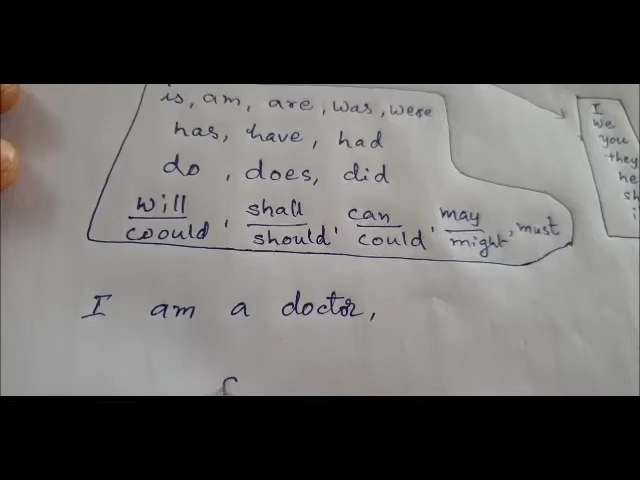 is, am, are, was, were
has, have, had
do, does, did
will, shall, can, may, must
coould should could might
I am a doctor,
I
we
you
they
he
sh
i